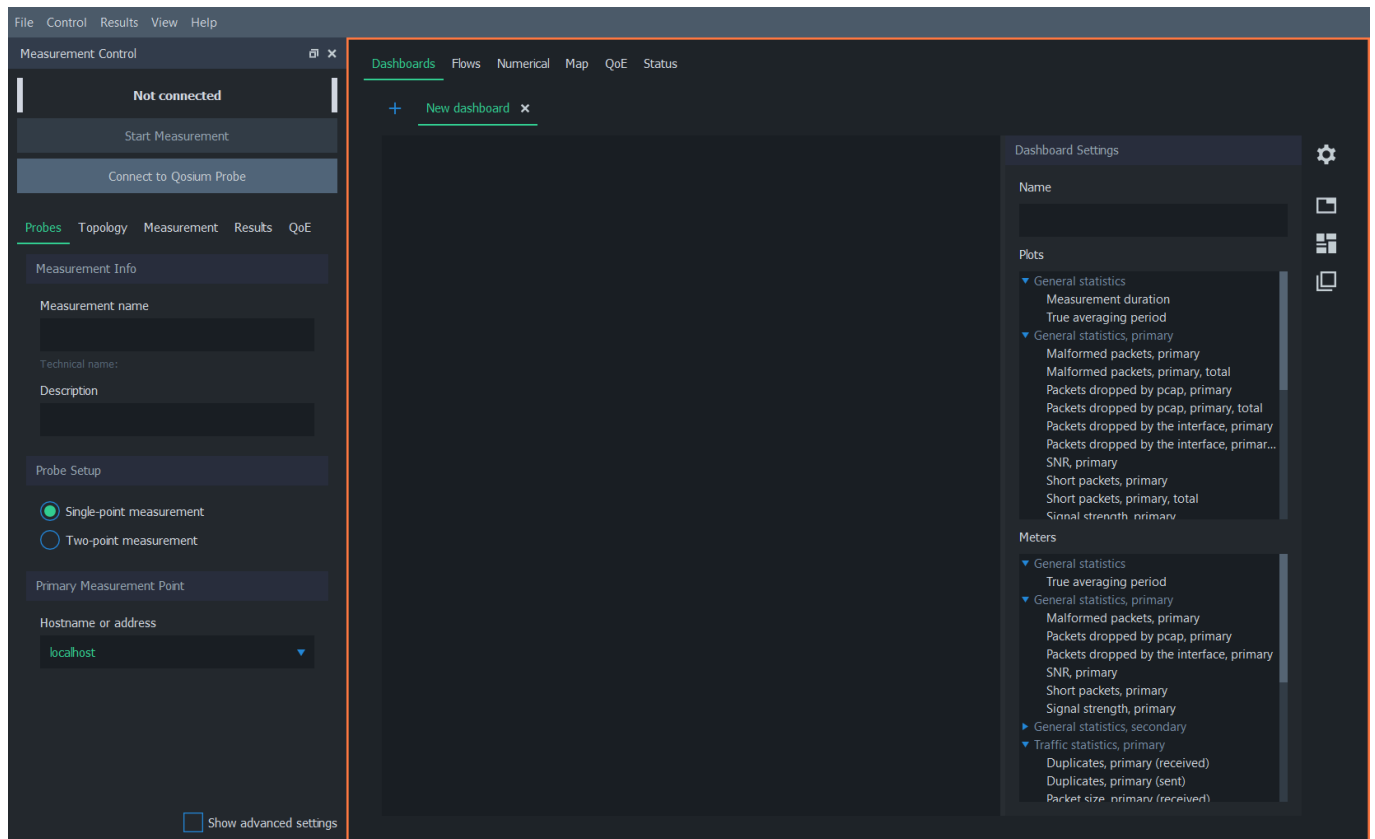 File Control Results View Help
Measurement Control
Not connected
Start Measurement
Connect to Qosium Probe
Probes Topology Measurement Results QoE
Measurement Info
Measurement name
Technical name:
Description
Probe Setup
Single-point measurement
Two-point measurement
Primary Measurement Point
Hostname or address
localhost
Show advanced settings
Dashboards Flows Numerical Map QoE Status
+ New dashboard
Dashboard Settings
Name
Plots
General statistics
Measurement duration
True averaging period
General statistics, primary
Malformed packets, primary
Malformed packets, primary, total
Packets dropped by pcap, primary
Packets dropped by pcap, primary, total
Packets dropped by the interface, primary
Packets dropped by the interface, primar...
SNR, primary
Short packets, primary
Short packets, primary, total
Signal strength, primary
Meters
General statistics
True averaging period
General statistics, primary
Malformed packets, primary
Packets dropped by pcap, primary
Packets dropped by the interface, primary
SNR, primary
Short packets, primary
Signal strength, primary
General statistics, secondary
Traffic statistics, primary
Duplicates, primary (received)
Duplicates, primary (sent)
Packet size, primary (received)